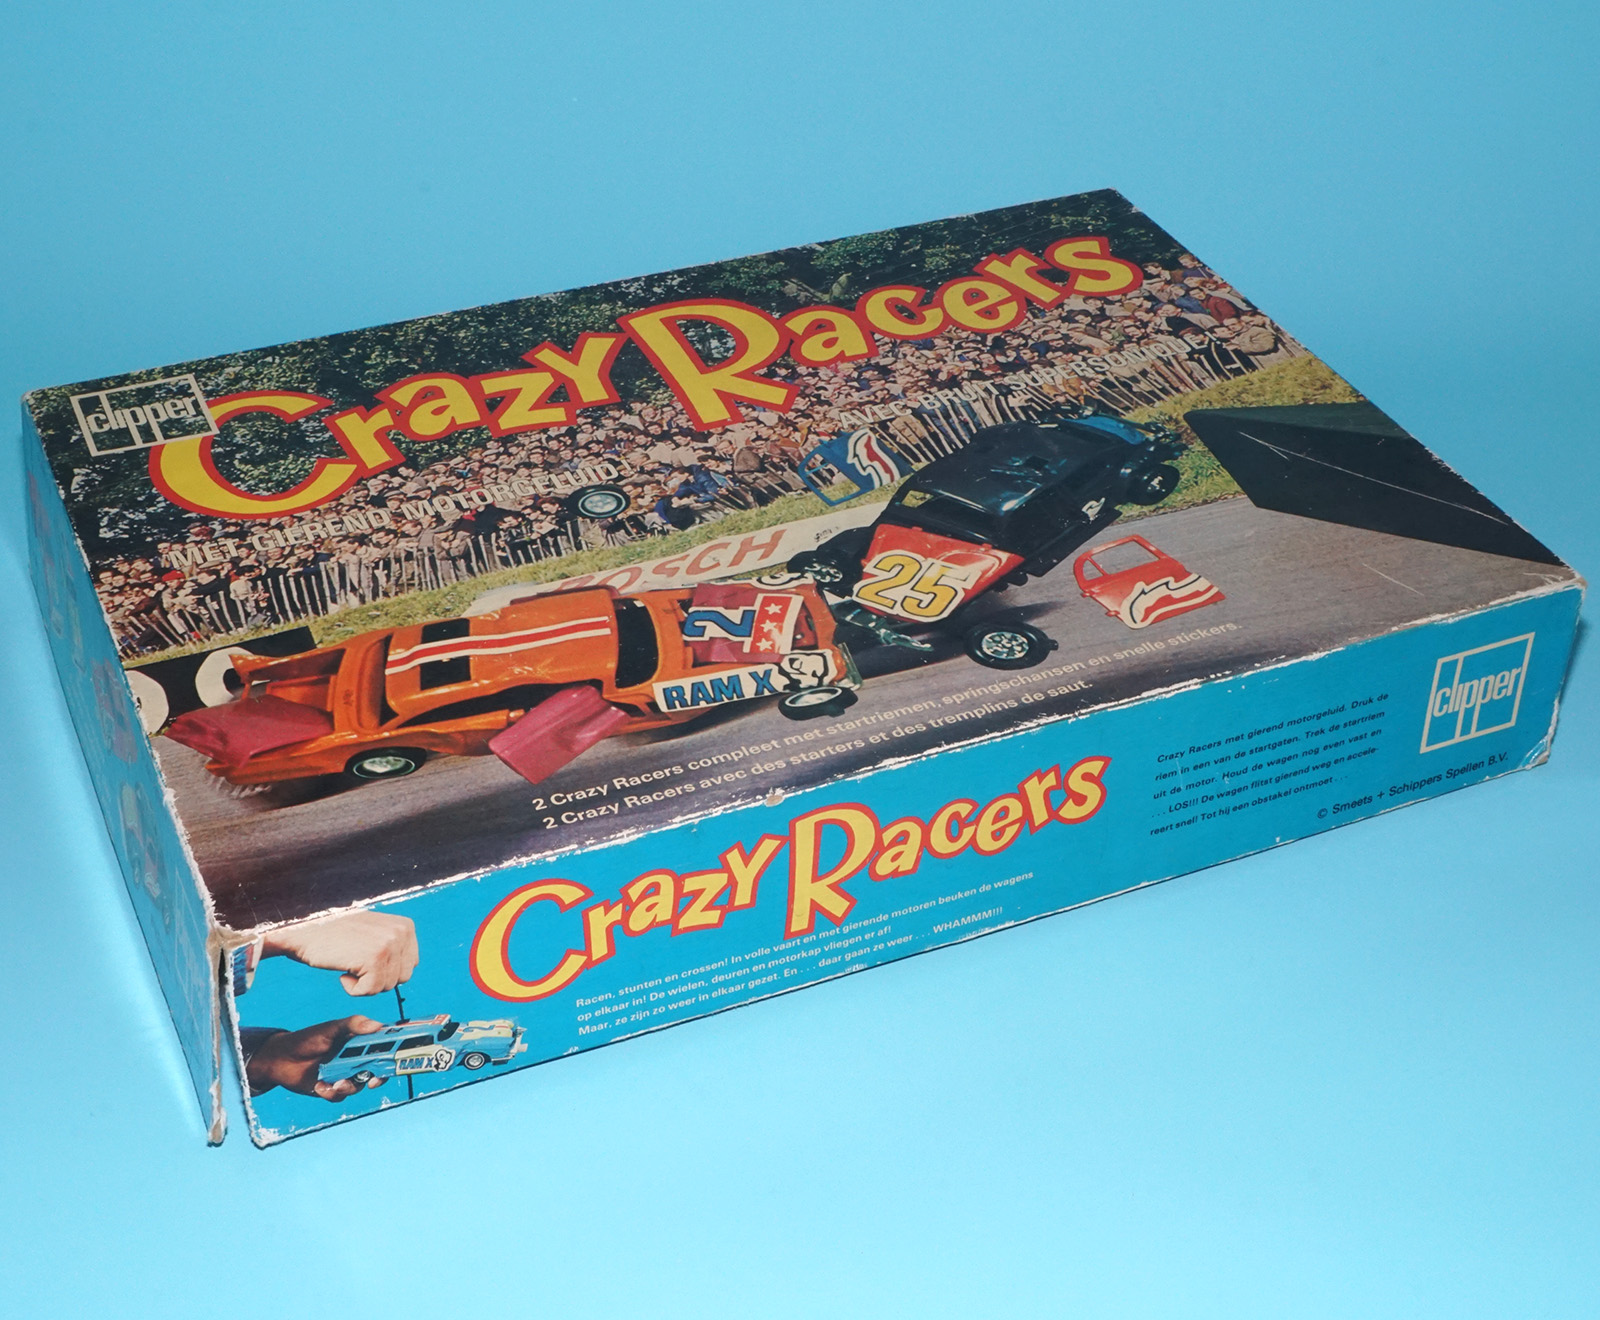 clipper
Crazy Racers
MET GIEREND MOTORGELUID!
AVEC BRUIT SUPERSONIQUE!
BOSCH
25
2
RAM X
2 Crazy Racers compleet met startriemen, springschansen en snelle stickers.
2 Crazy Racers avec des starters et des tremplins de saut.
Crazy Racers
Racen, stunten en crossen! In volle vaart en met gierende motoren beuken de wagens
op elkaar in! De wielen, deuren en motorkap vliegen er af!
Maar, ze zijn zo weer in elkaar gezet. En . . . daar gaan ze weer . . . WHAMMM!!!
RAM X
2
Crazy Racers met gierend motorgeluid. Druk de
riem in een van de startgaten. Trek de startriem
uit de motor. Houd de wagen nog even vast en
. . . LOS!!! De wagen flitst gierend weg en accele-
reert snel! Tot hij een obstakel ontmoet . . .
clipper
© Smeets + Schippers Spellen B.V.